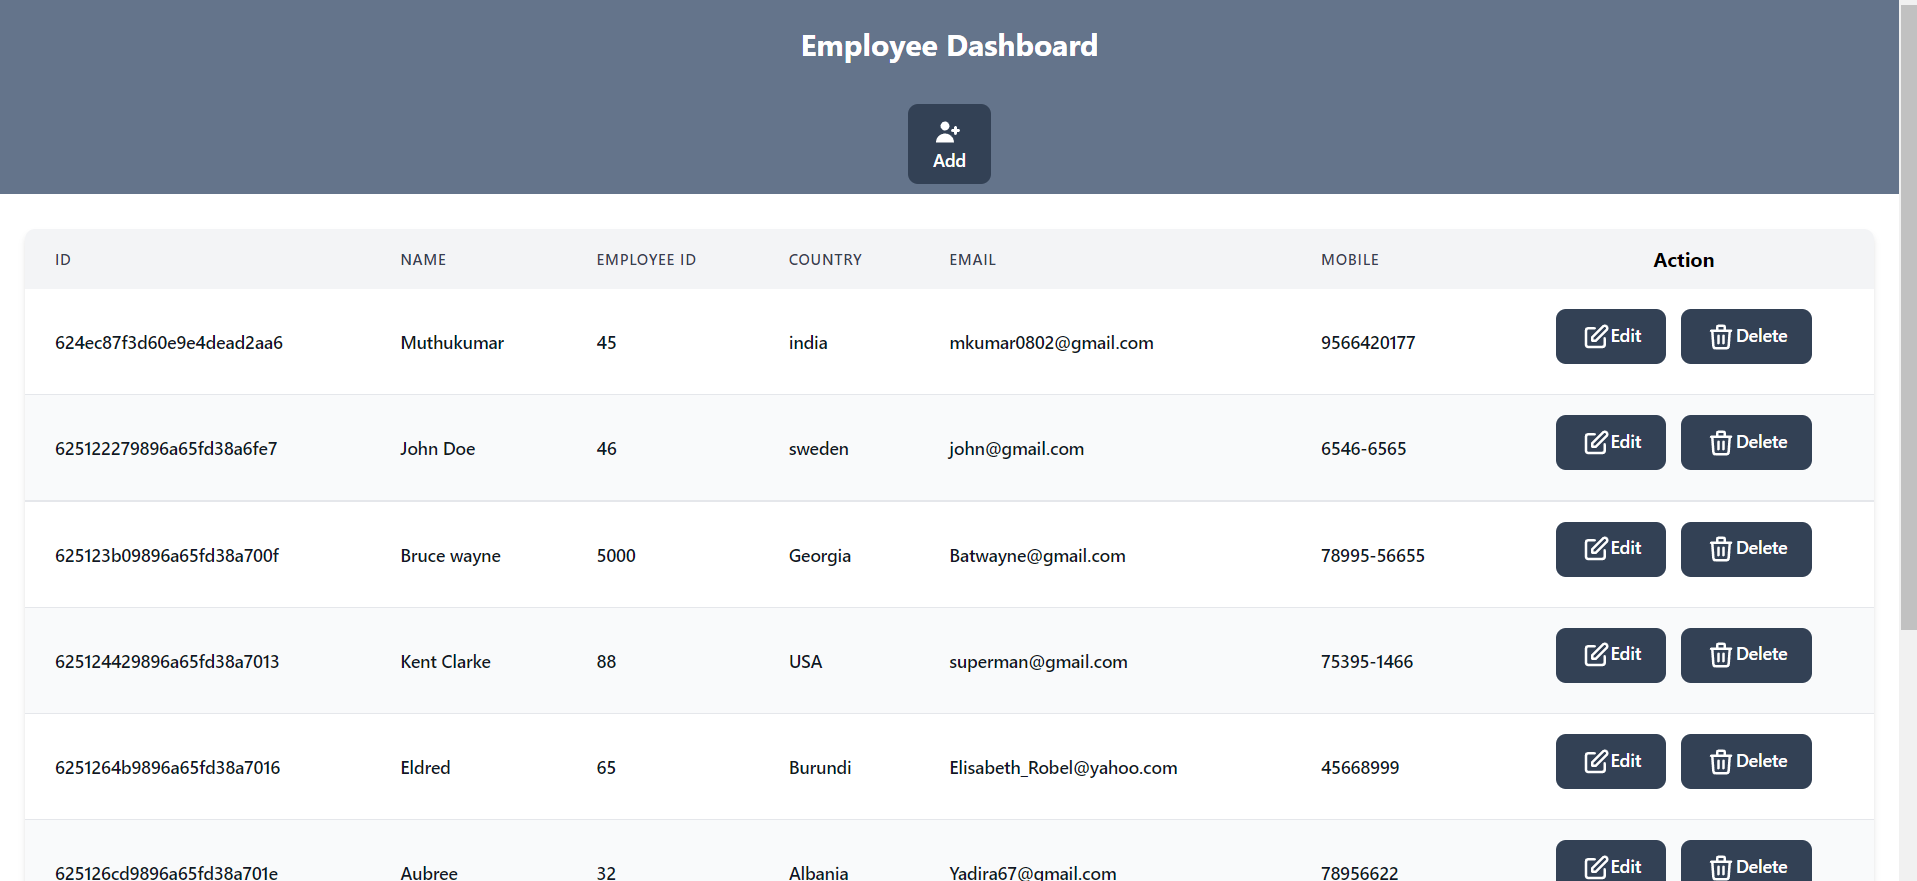 Employee Dashboard
Add
ID NAME EMPLOYEE ID COUNTRY EMAIL MOBILE Action
624ec87f3d60e9e4dead2aa6 Muthukumar 45 india mkumar0802@gmail.com 9566420177 Edit Delete
625122279896a65fd38a6fe7 John Doe 46 sweden john@gmail.com 6546-6565 Edit Delete
625123b09896a65fd38a700f Bruce wayne 5000 Georgia Batwayne@gmail.com 78995-56655 Edit Delete
625124429896a65fd38a7013 Kent Clarke 88 USA superman@gmail.com 75395-1466 Edit Delete
6251264b9896a65fd38a7016 Eldred 65 Burundi Elisabeth_Robel@yahoo.com 45668999 Edit Delete
625126cd9896a65fd38a701e Aubree 32 Albania Yadira67@gmail.com 78956622 Edit Delete